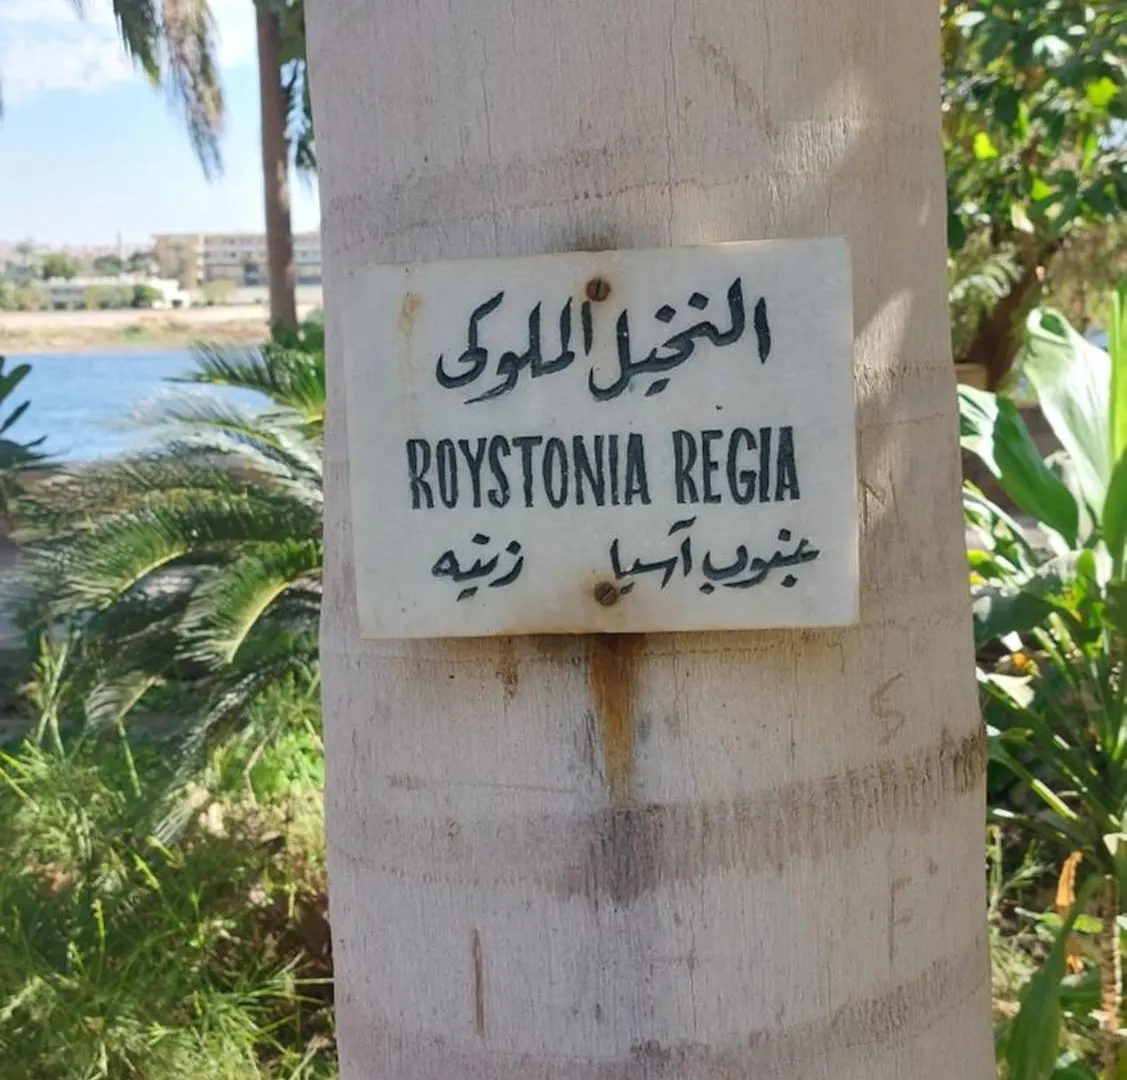 النخيل الملوكى
ROYSTONIA REGIA
جنوب آسيا زينه
S
F